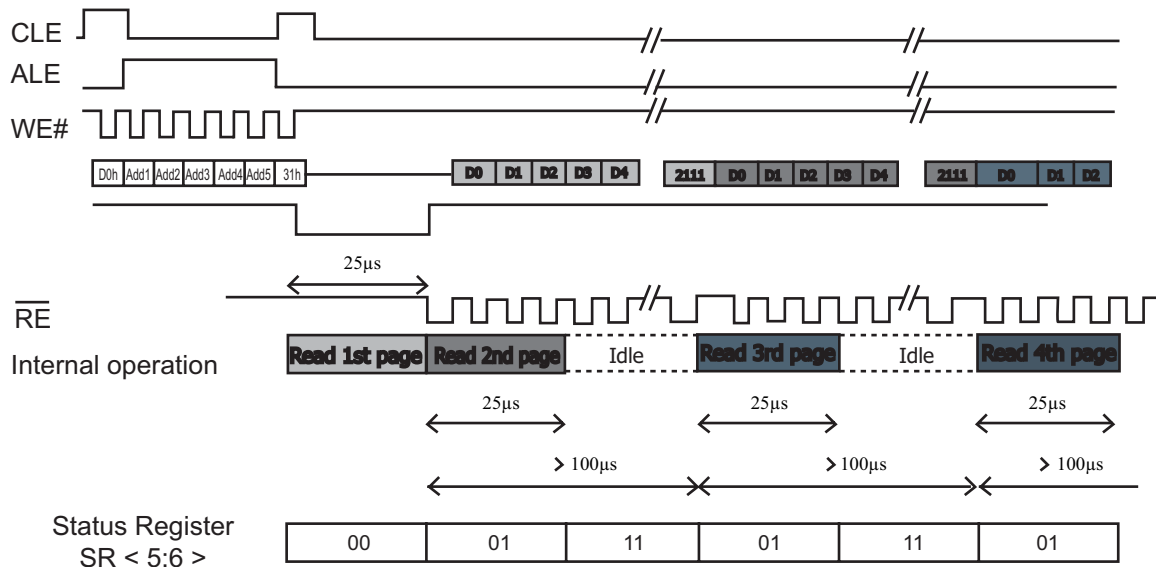 CLE
ALE
WE#
D0h Add1 Add2 Add3 Add4 Add5 31h D0 D1 D2 D3 D4 2111 D0 D1 D2 D3 D4 2111 D0 D1 D2
25µs
RE
Internal operation Read 1st page Read 2nd page Idle Read 3rd page Idle Read 4th page
25µs 25µs 25µs
> 100µs > 100µs > 100µs
Status Register
SR < 5:6 >
00 01 11 01 11 01